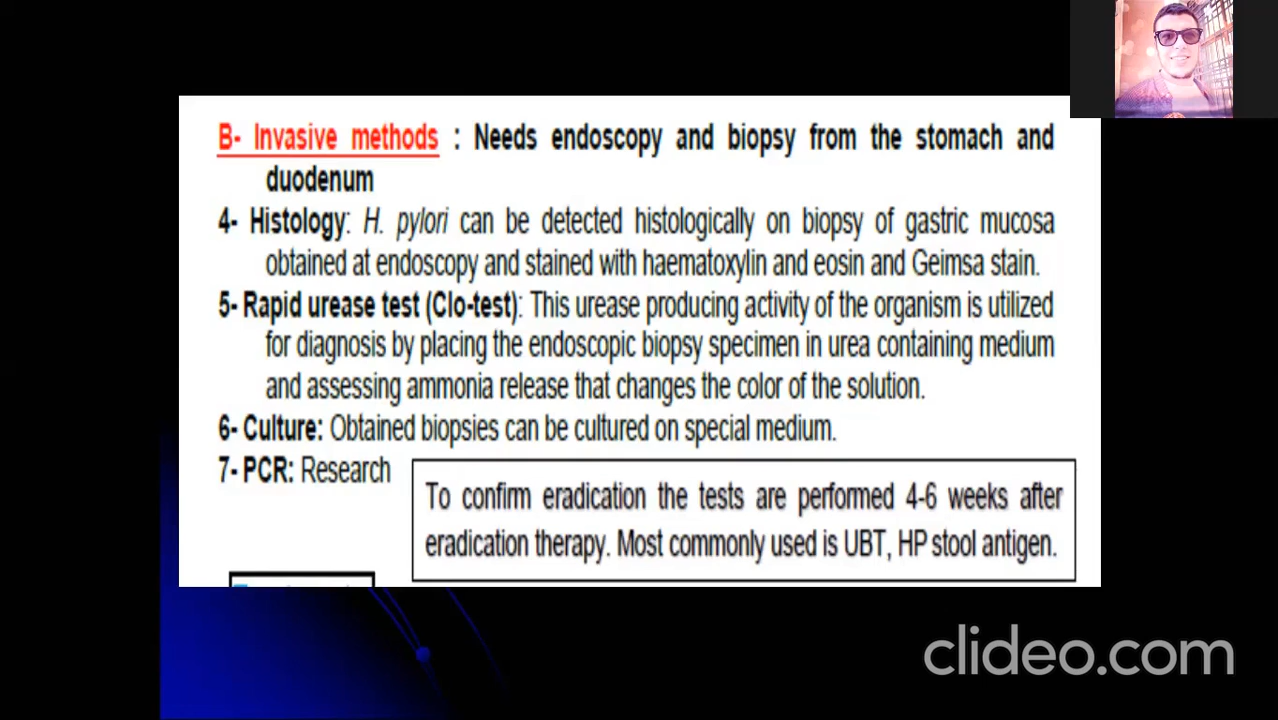 B- Invasive methods : Needs endoscopy and biopsy from the stomach and
duodenum
4- Histology: H. pylori can be detected histologically on biopsy of gastric mucosa
obtained at endoscopy and stained with haematoxylin and eosin and Geimsa stain.
5- Rapid urease test (Clo-test): This urease producing activity of the organism is utilized
for diagnosis by placing the endoscopic biopsy specimen in urea containing medium
and assessing ammonia release that changes the color of the solution.
6- Culture: Obtained biopsies can be cultured on special medium.
7- PCR: Research
To confirm eradication the tests are performed 4-6 weeks after
eradication therapy. Most commonly used is UBT, HP stool antigen.
clideo.com